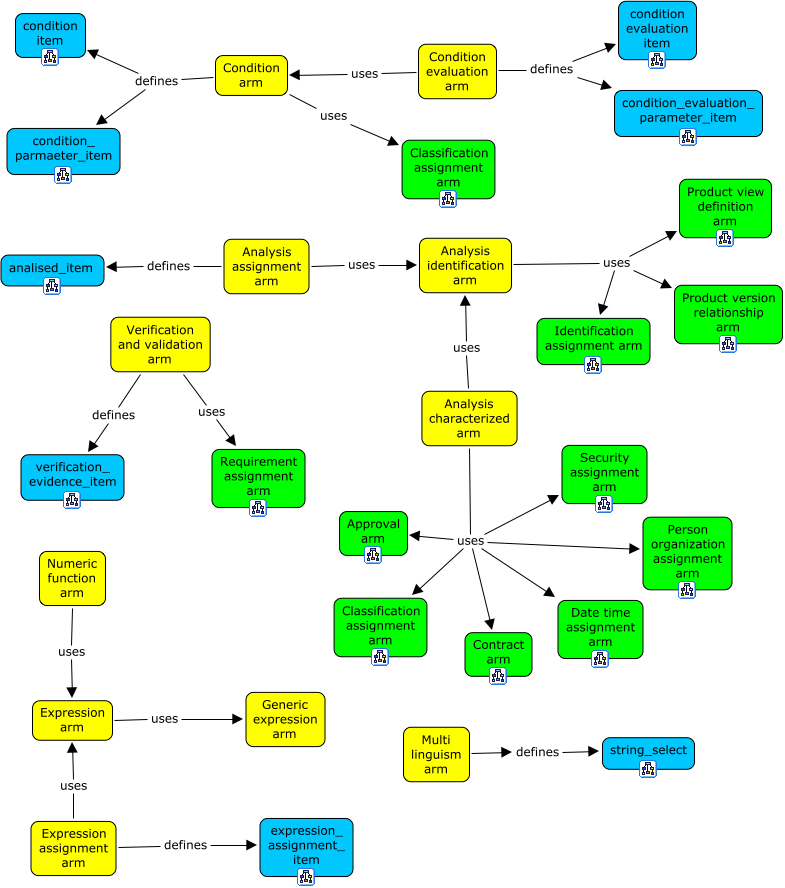 condition
item
defines
Condition
arm
uses
Condition
evaluation
arm
defines
condition
evaluation
item
condition_evaluation_
parameter_item
condition_
parmaeter_item
uses
Classification
assignment
arm
Product view
definition
arm
analised_item
defines
Analysis
assignment
arm
uses
Analysis
identification
arm
uses
Product version
relationship
arm
Identification
assignment arm
Verification
and validation
arm
uses
defines
uses
Analysis
characterized
arm
verification_
evidence_item
Requirement
assignment
arm
Security
assignment
arm
Approval
arm
uses
Person
organization
assignment
arm
Classification
assignment
arm
Contract
arm
Date time
assignment
arm
Numeric
function
arm
uses
Expression
arm
uses
Generic
expression
arm
Multi
linguism
arm
defines
string_select
uses
Expression
assignment
arm
defines
expression_
assignment_
item